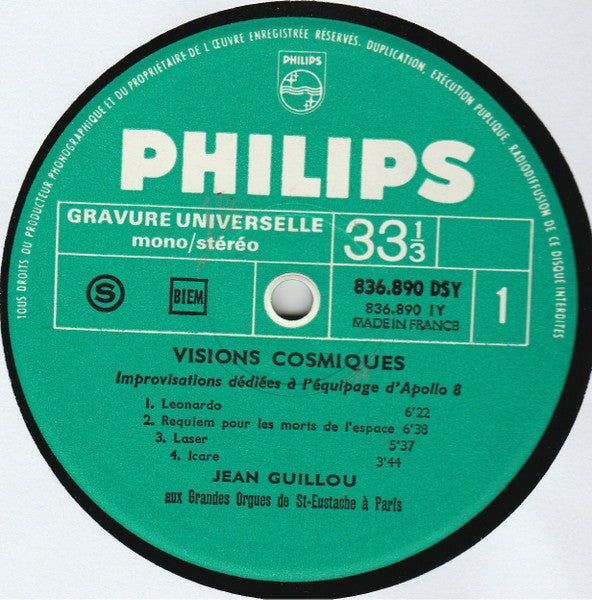 TOUS DROITS DU PRODUCTEUR PHONOGRAPHIQUE ET DU PROPRIÉTAIRE DE L'ŒUVRE ENREGISTRÉE RÉSERVÉS. DUPLICATION, EXÉCUTION PUBLIQUE, RADIODIFFUSION DE CE DISQUE INTERDITES
PHILIPS
PHILIPS
GRAVURE UNIVERSELLE
mono/stéréo
33 1/3
S
BIEM
836.890 DSY
836.890 IY
MADE IN FRANCE
1
VISIONS COSMIQUES
Improvisations dédiées à l'équipage d'Apollo 8
1. Leonardo 6'22
2. Requiem pour les morts de l'espace 6'38
3. Laser 5'37
4. Icare 3'44
JEAN GUILLOU
aux Grandes Orgues de St-Eustache à Paris